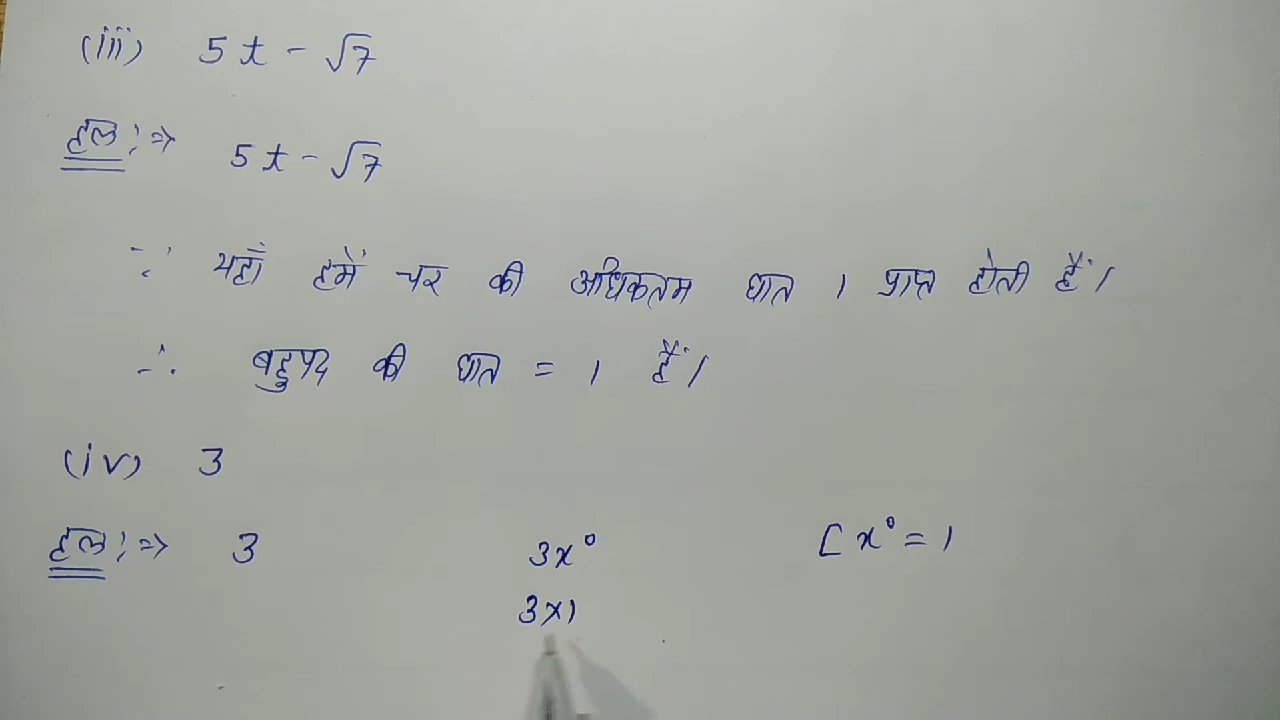 (iii) 5t - √7
हल:⇒ 5t - √7
∵ यहाँ हमें चर की अधिकतम घात 1 प्राप्त होती हैं।
∴ बहुपद की घात = 1 हैं।
(iv) 3
हल:⇒ 3 3x⁰ [x⁰ = 1
3×1